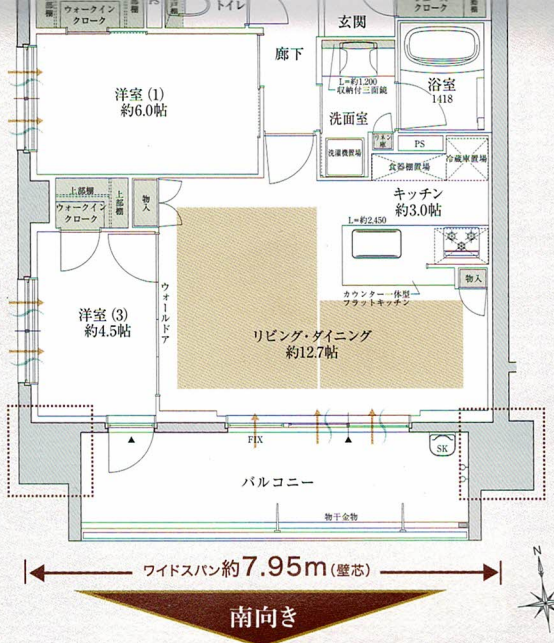 ウォークイン
クローク
トイレ
玄関
クローク
廊下
L=約1,200
収納付三面鏡
浴室
1418
洋室(1)
約6.0帖
洗面室
リネン庫
PS
洗濯機置場
食器棚置場
冷蔵庫置場
上部棚
上部棚
物入
ウォークイン
クローク
キッチン
約3.0帖
L=約2,450
物入
カウンター一体型
フラットキッチン
洋室(3)
約4.5帖
ウォールドア
リビング・ダイニング
約12.7帖
FIX
SK
バルコニー
物干金物
ワイドスパン約7.95m(壁芯)
N
南向き